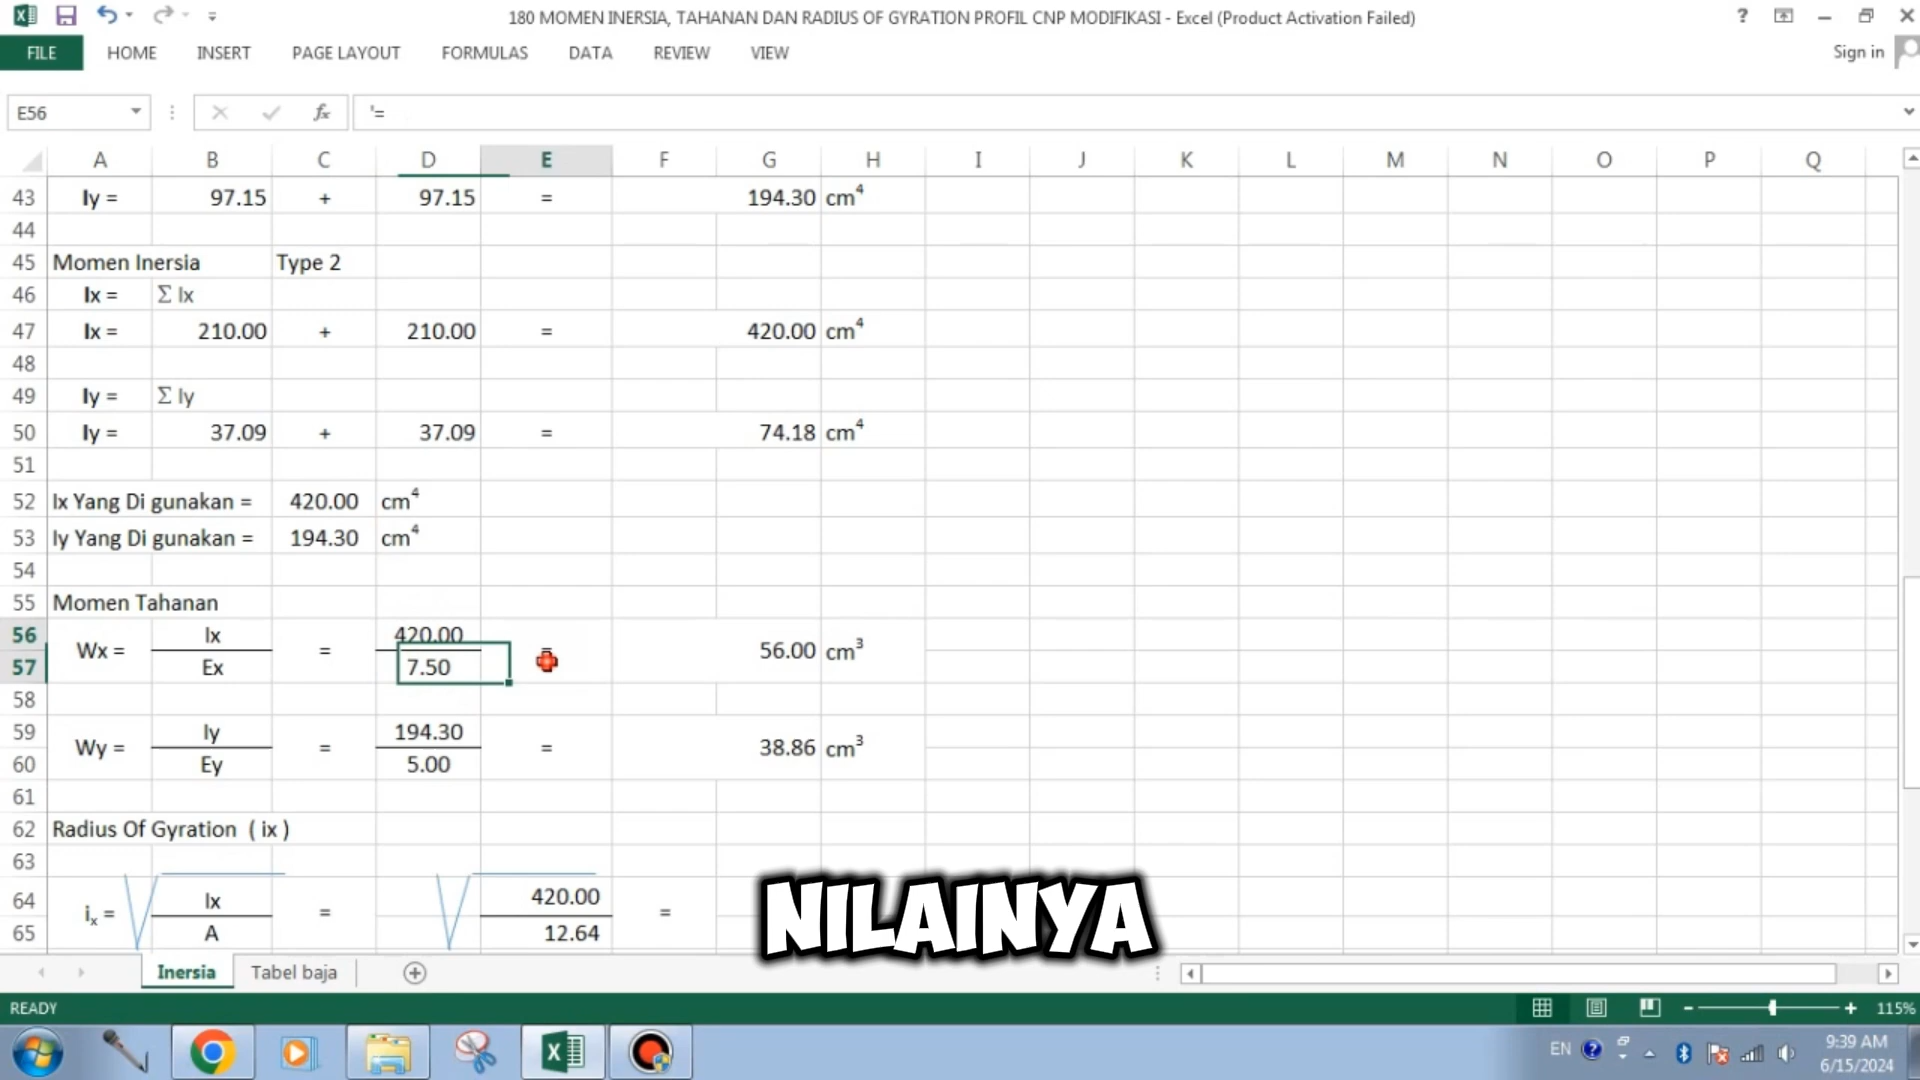 180 MOMEN INERSIA, TAHANAN DAN RADIUS OF GYRATION PROFIL CNP MODIFIKASI - Excel (Product Activation Failed)
FILE HOME INSERT PAGE LAYOUT FORMULAS DATA REVIEW VIEW Sign in
E56 fx '=
A B C D E F G H I J K L M N O P Q
43 Iy = 97.15 + 97.15 = 194.30 cm⁴
44
45 Momen Inersia Type 2
46 Ix = Σ Ix
47 Ix = 210.00 + 210.00 = 420.00 cm⁴
48
49 Iy = Σ Iy
50 Iy = 37.09 + 37.09 = 74.18 cm⁴
51
52 Ix Yang Di gunakan = 420.00 cm⁴
53 Iy Yang Di gunakan = 194.30 cm⁴
54
55 Momen Tahanan
56 Ix 420.00
Wx = = = 56.00 cm³
57 Ex 7.50
58
59 Iy 194.30
Wy = = = 38.86 cm³
60 Ey 5.00
61
62 Radius Of Gyration ( ix )
63
64 Ix 420.00
ix = = =
65 A 12.64
NILAINYA
Inersia Tabel baja
READY 115%
EN 9:39 AM
6/15/2024